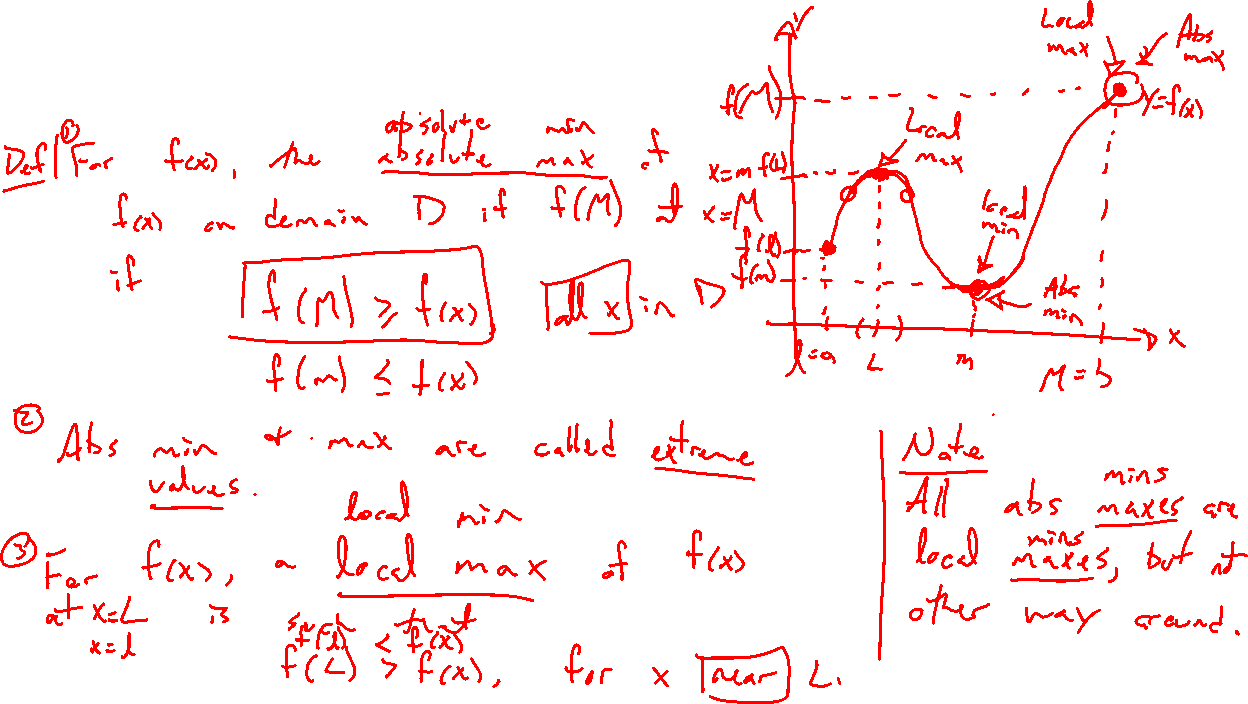 Def| ① For f(x), the absolute min
absolute max of
f(x) on domain D if f(M) at x=M
x=m
if f(M) ≥ f(x) all x in D
f(m) ≤ f(x)
② Abs min & max are called extreme
values.
③ For f(x), a local min
local max of f(x)
at x=L is
x=l
such that
f(l) < f(x)
f(L) > f(x), for x near L.
Y
Local
max
Abs
max
f(M)
y=f(x)
Local
max
f(L)
Local
min
f(l)
f(m)
Abs
min
x
l=a
( L )
m
M=b
Note
All abs mins
maxes are
local mins
maxes, but not
other way around.